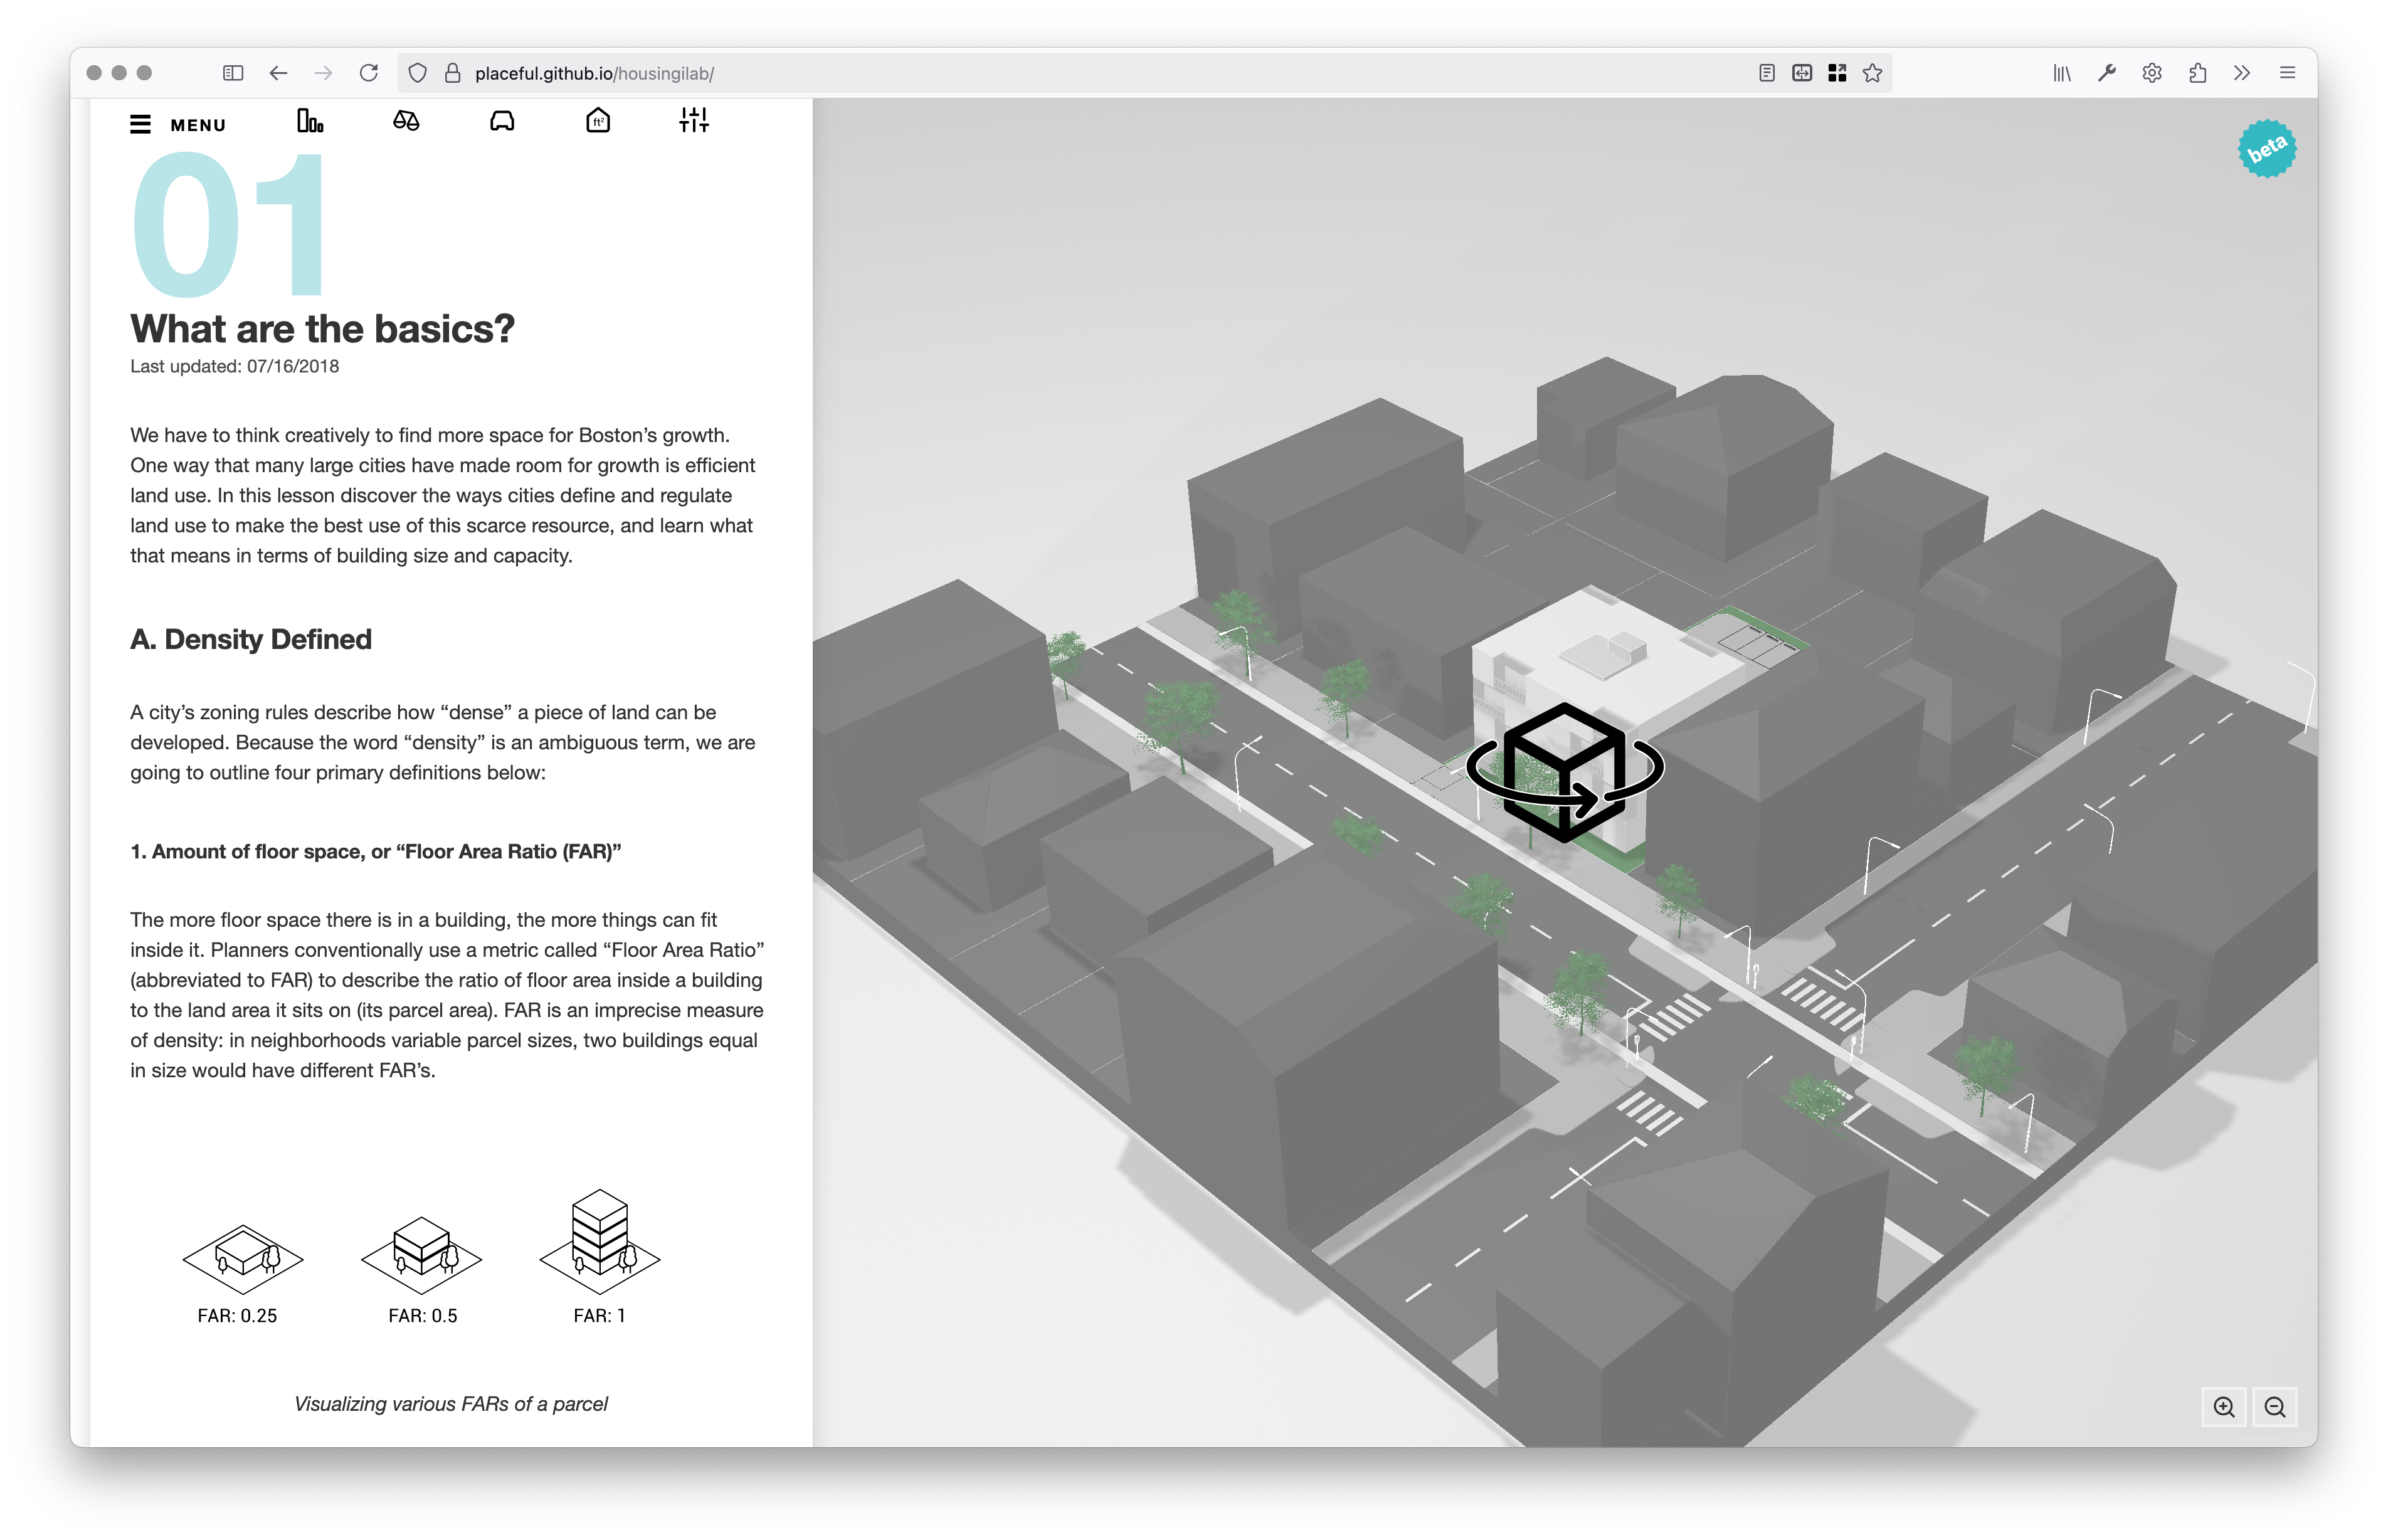 placeful.github.io/housingilab/
MENU
ft²
beta
01
What are the basics?
Last updated: 07/16/2018
We have to think creatively to find more space for Boston’s growth.
One way that many large cities have made room for growth is efficient
land use. In this lesson discover the ways cities define and regulate
land use to make the best use of this scarce resource, and learn what
that means in terms of building size and capacity.
A. Density Defined
A city’s zoning rules describe how “dense” a piece of land can be
developed. Because the word “density” is an ambiguous term, we are
going to outline four primary definitions below:
1. Amount of floor space, or “Floor Area Ratio (FAR)”
The more floor space there is in a building, the more things can fit
inside it. Planners conventionally use a metric called “Floor Area Ratio”
(abbreviated to FAR) to describe the ratio of floor area inside a building
to the land area it sits on (its parcel area). FAR is an imprecise measure
of density: in neighborhoods variable parcel sizes, two buildings equal
in size would have different FAR’s.
FAR: 0.25
FAR: 0.5
FAR: 1
Visualizing various FARs of a parcel